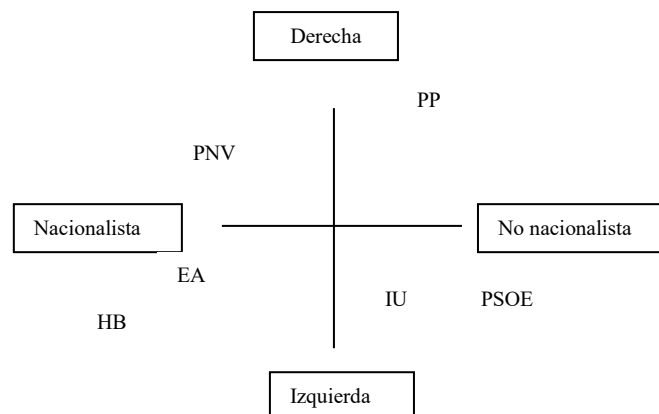 Derecha
PP
PNV
Nacionalista
No nacionalista
EA
IU
PSOE
HB
Izquierda